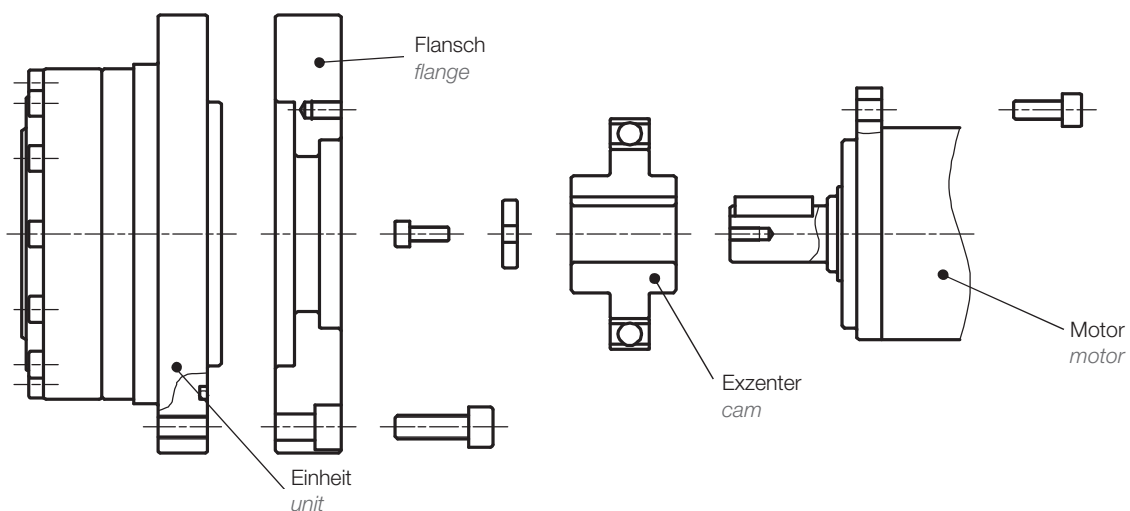 Flansch
flange
Motor
motor
Exzenter
cam
Einheit
unit